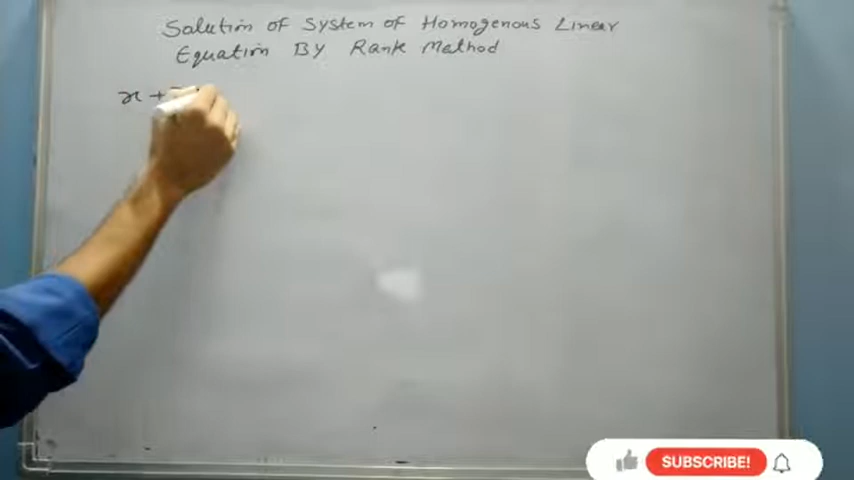 Solution of System of Homogenous Linear
Equation By Rank Method
x +
SUBSCRIBE!